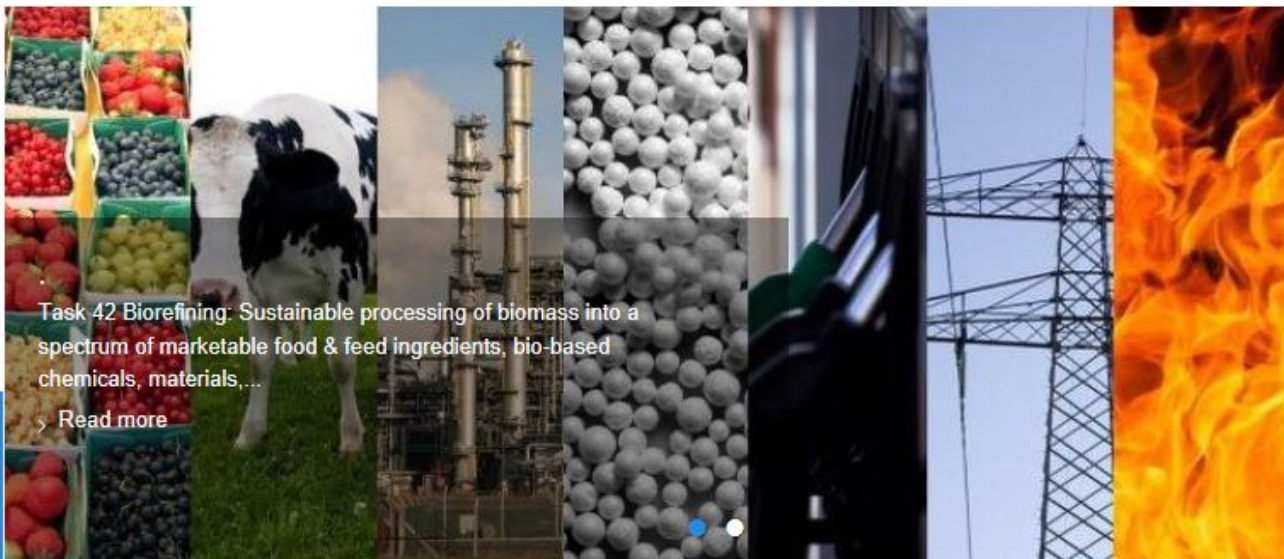 .
Task 42 Biorefining: Sustainable processing of biomass into a
spectrum of marketable food & feed ingredients, bio-based
chemicals, materials,...
› Read more